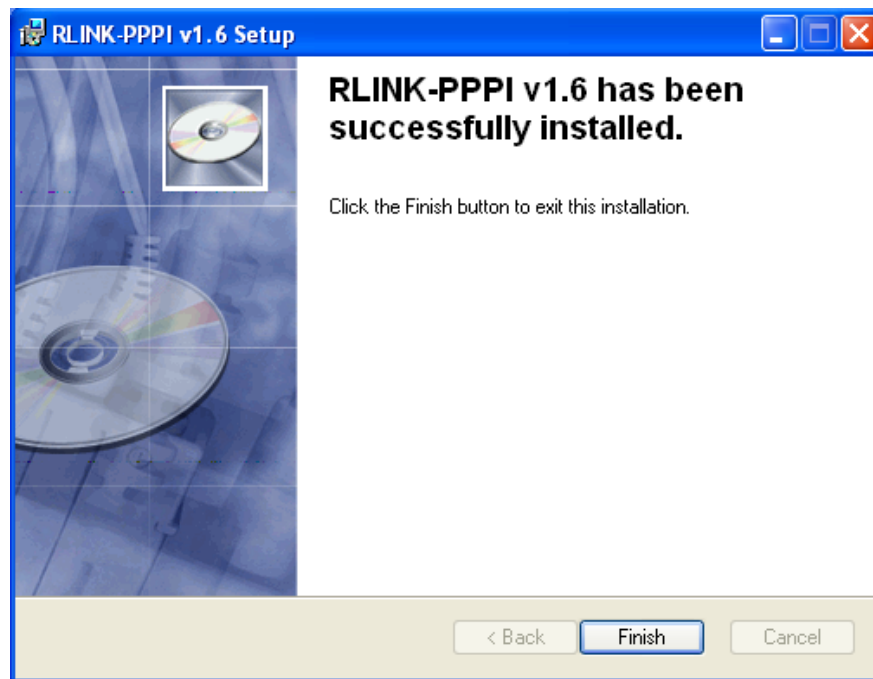 RLINK-PPPI v1.6 Setup
RLINK-PPPI v1.6 has been
successfully installed.
Click the Finish button to exit this installation.
< Back
Finish
Cancel